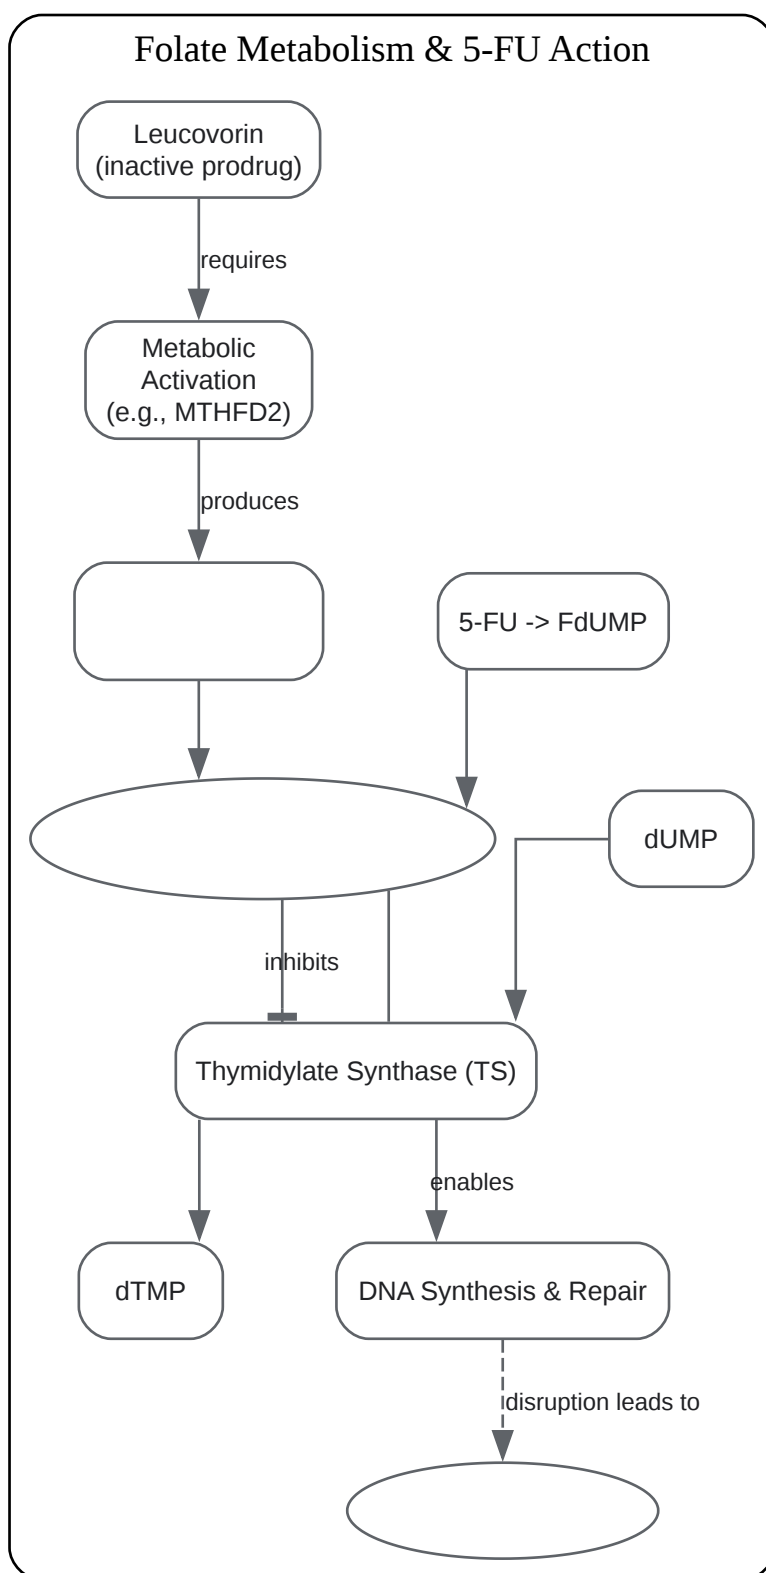 Folate Metabolism & 5-FU Action
Leucovorin
(inactive prodrug)
requires
Metabolic
Activation
(e.g., MTHFD2)
produces
5-FU -> FdUMP
dUMP
inhibits
Thymidylate Synthase (TS)
enables
dTMP
DNA Synthesis & Repair
disruption leads to